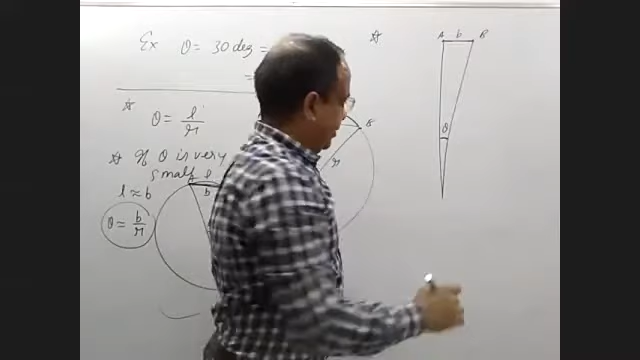 Ex θ = 30 deg =
=
☆ θ = l/r
☆ If θ is very
small l
l ≈ b
b
θ = b/r
B
r
☆
A b B
θ